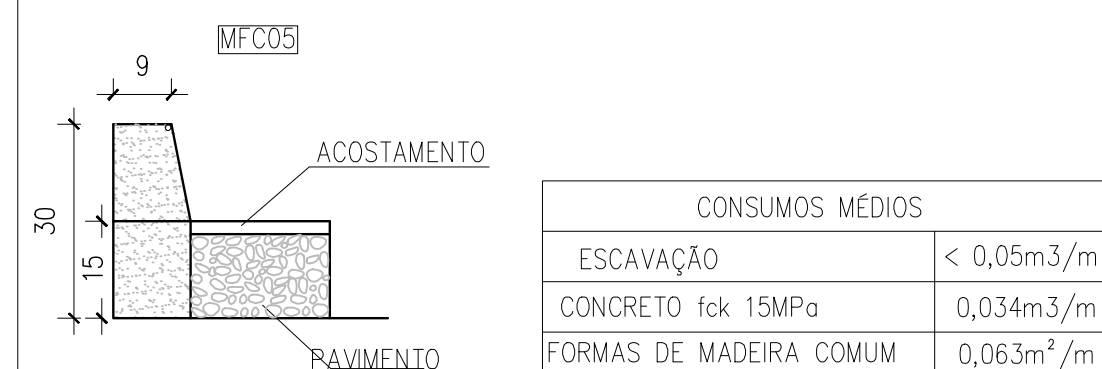 MFC05
9
ACOSTAMENTO
30
15
PAVIMENTO
CONSUMOS MÉDIOS
ESCAVAÇÃO < 0,05m3/m
CONCRETO fck 15MPa 0,034m3/m
FORMAS DE MADEIRA COMUM 0,063m²/m